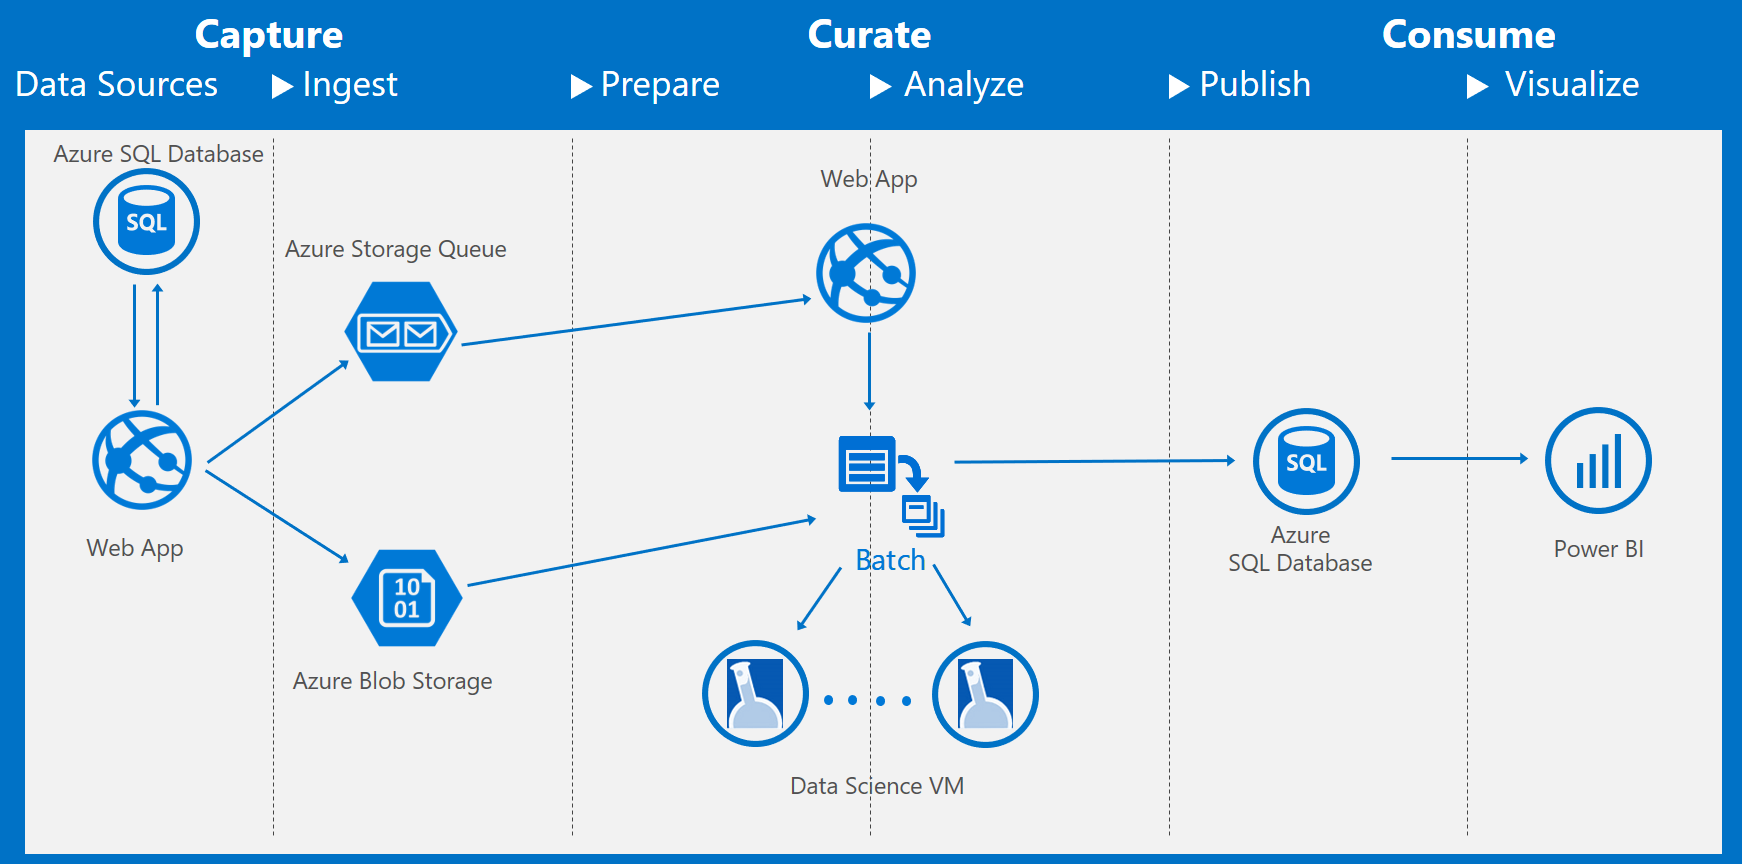 Capture
Curate
Consume
Data Sources
Ingest
Prepare
Analyze
Publish
Visualize
Azure SQL Database
SQL
Web App
Azure Storage Queue
Web App
SQL
Azure
SQL Database
Power BI
10
01
Batch
Azure Blob Storage
Data Science VM